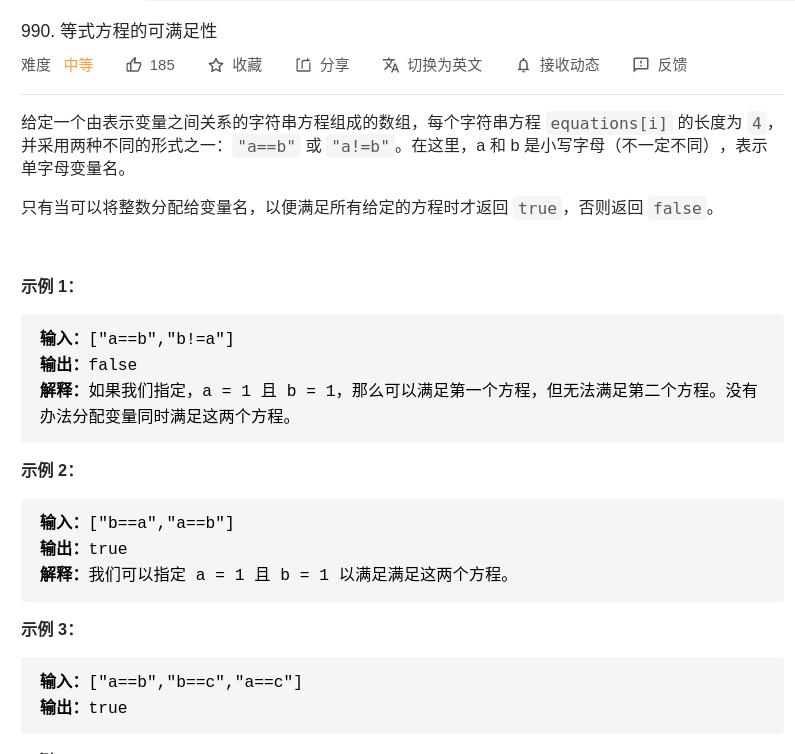 990. 等式方程的可满足性
难度 中等 185 收藏 分享 切换为英文 接收动态 反馈
给定一个由表示变量之间关系的字符串方程组成的数组，每个字符串方程 equations[i] 的长度为 4，
并采用两种不同的形式之一："a==b" 或 "a!=b"。在这里，a 和 b 是小写字母（不一定不同），表示
单字母变量名。
只有当可以将整数分配给变量名，以便满足所有给定的方程时才返回 true，否则返回 false。
示例 1：
输入：["a==b","b!=a"]
输出：false
解释：如果我们指定，a = 1 且 b = 1，那么可以满足第一个方程，但无法满足第二个方程。没有
办法分配变量同时满足这两个方程。
示例 2：
输入：["b==a","a==b"]
输出：true
解释：我们可以指定 a = 1 且 b = 1 以满足满足这两个方程。
示例 3：
输入：["a==b","b==c","a==c"]
输出：true